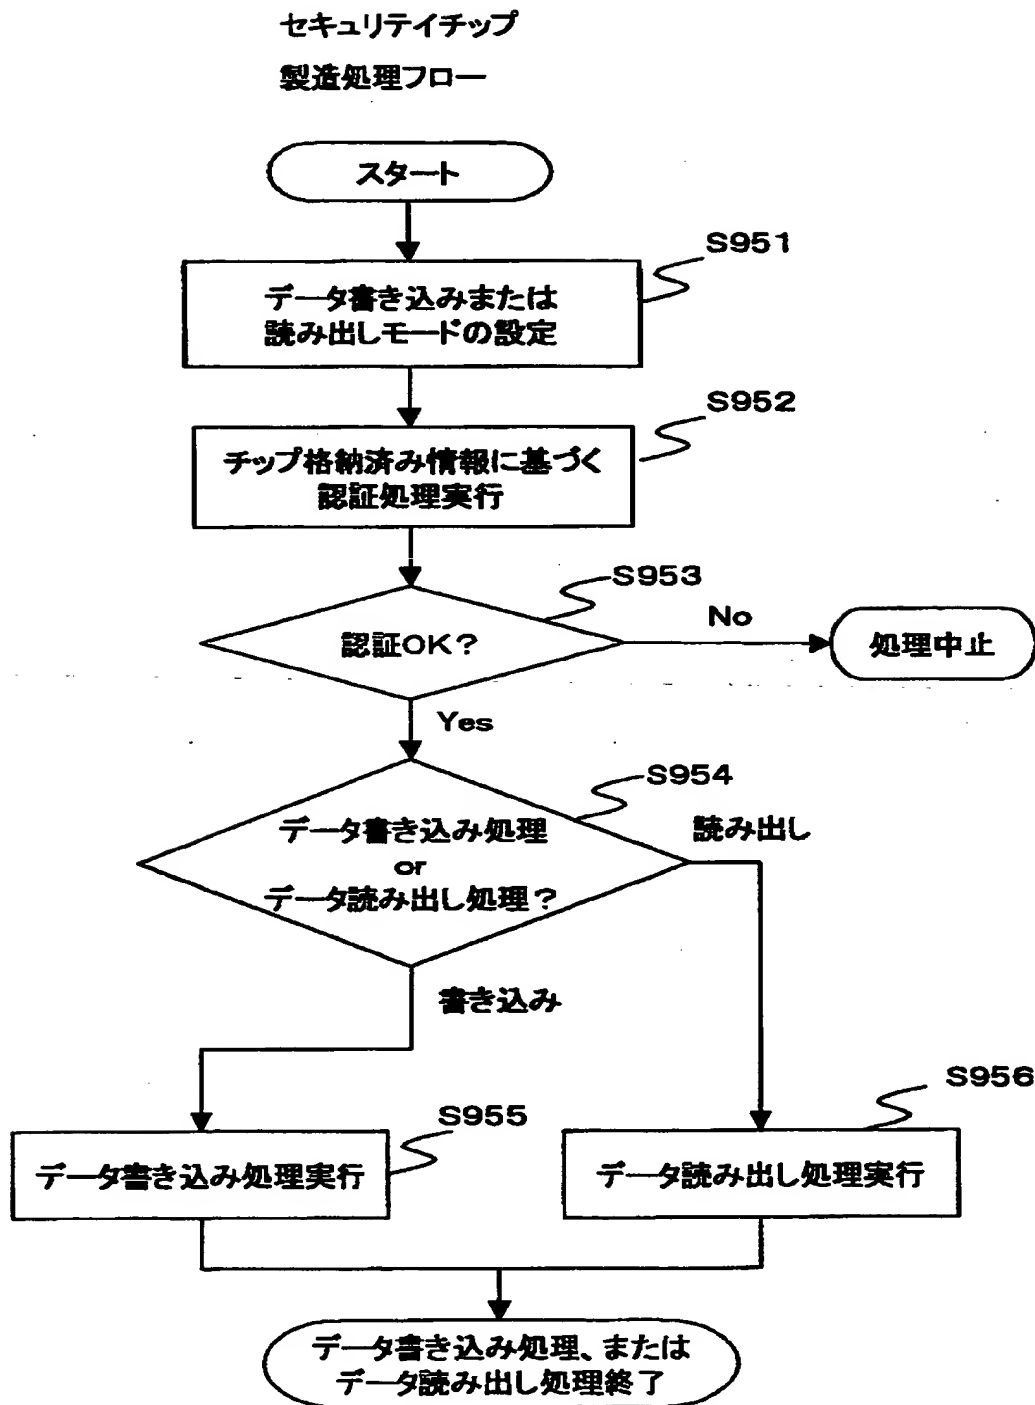 セキュリテイチップ
製造処理フロー
スタート
S951
データ書き込みまたは
読み出しモードの設定
S952
チップ格納済み情報に基づく
認証処理実行
S953
認証OK?
No
処理中止
Yes
S954
データ書き込み処理
or
データ読み出し処理?
読み出し
書き込み
S955
データ書き込み処理実行
S956
データ読み出し処理実行
データ書き込み処理、または
データ読み出し処理終了